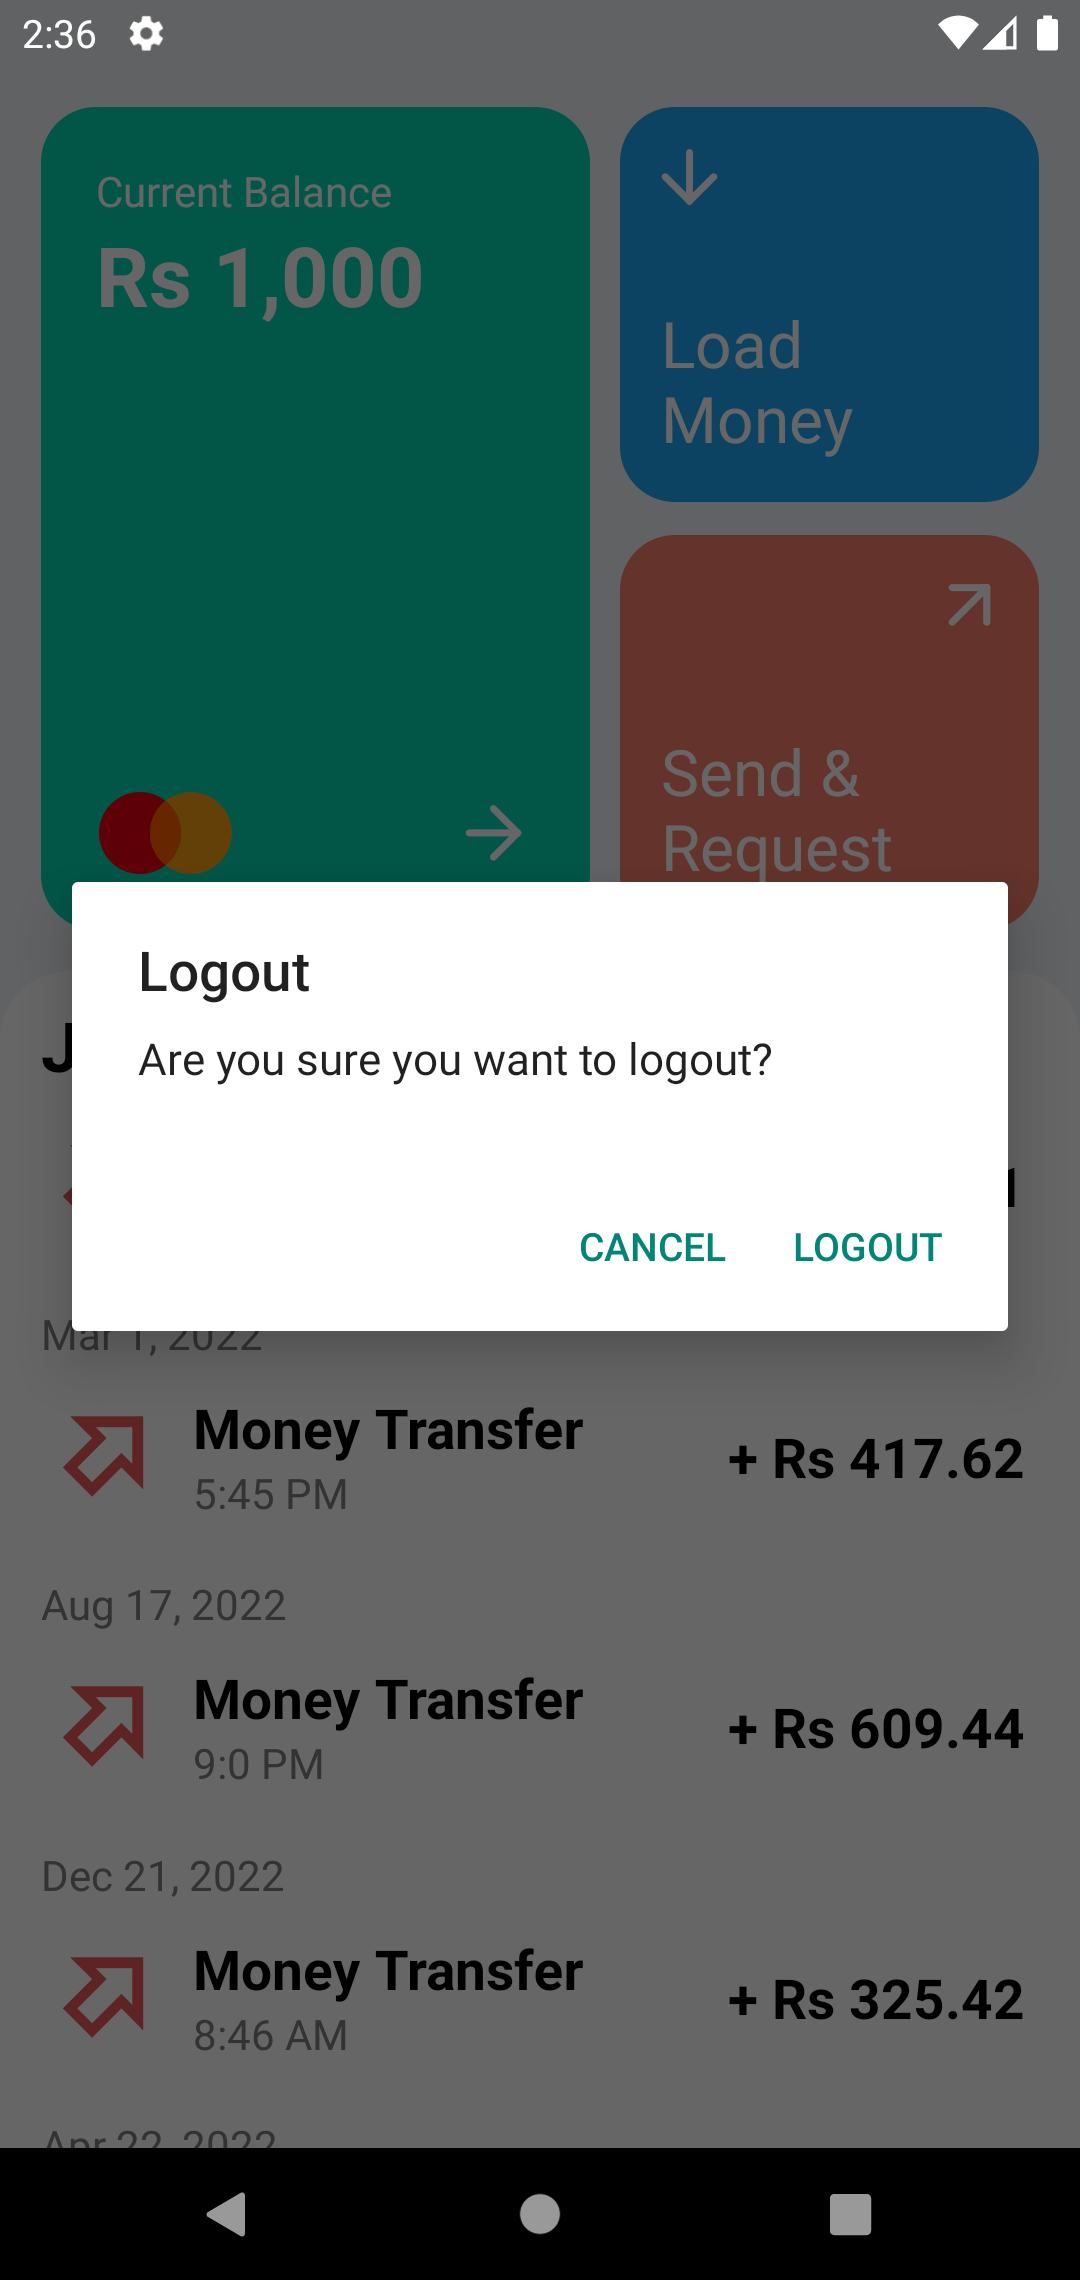 2:36
Current Balance
Rs 1,000
Load
Money
Send &
Request
Logout
Are you sure you want to logout?
CANCEL
LOGOUT
Mar 1, 2022
Money Transfer
5:45 PM
+ Rs 417.62
Aug 17, 2022
Money Transfer
9:0 PM
+ Rs 609.44
Dec 21, 2022
Money Transfer
8:46 AM
+ Rs 325.42
Apr 22, 2022